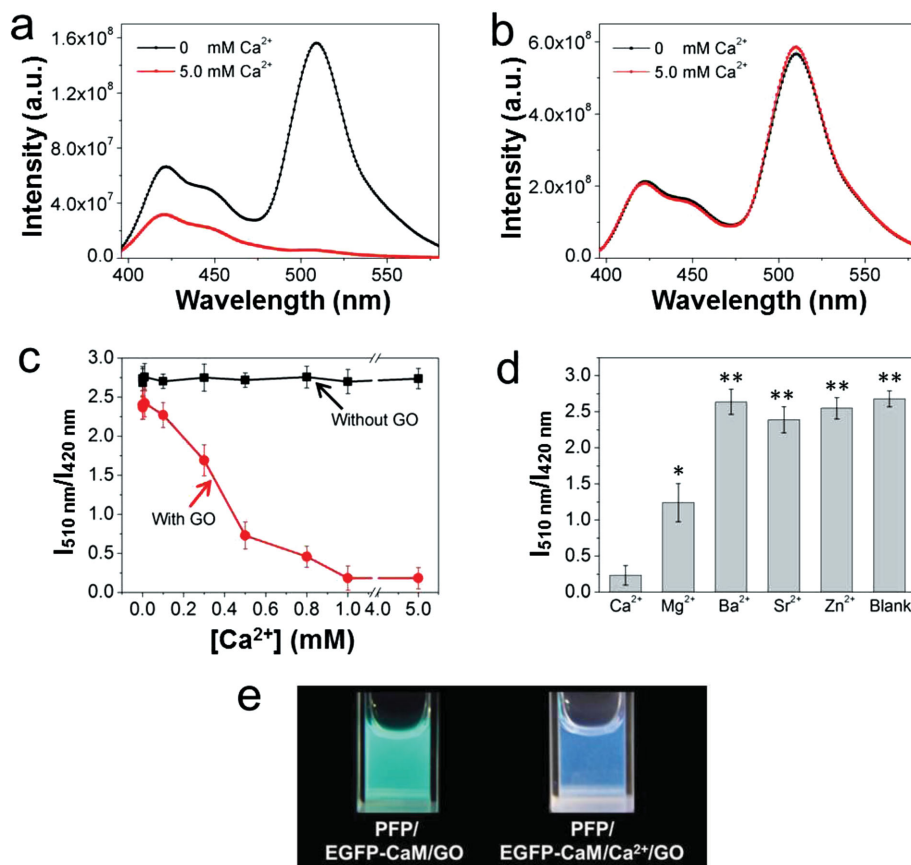 a
1.6x10⁸
1.2x10⁸
8.0x10⁷
4.0x10⁷
0.0
Intensity (a.u.)
0 mM Ca²⁺
5.0 mM Ca²⁺
400 450 500 550
Wavelength (nm)
b
6.0x10⁸
4.0x10⁸
2.0x10⁸
0.0
Intensity (a.u.)
0 mM Ca²⁺
5.0 mM Ca²⁺
400 450 500 550
Wavelength (nm)
c
3.0
2.5
2.0
1.5
1.0
0.5
0.0
I510 nm/I420 nm
Without GO
With GO
0.0 0.2 0.4 0.6 0.8 1.0 4.0 5.0
[Ca²⁺] (mM)
d
3.0
2.5
2.0
1.5
1.0
0.5
0.0
I510 nm/I420 nm
* ** ** ** **
Ca²⁺ Mg²⁺ Ba²⁺ Sr²⁺ Zn²⁺ Blank
e
PFP/
EGFP-CaM/GO
PFP/
EGFP-CaM/Ca²⁺/GO